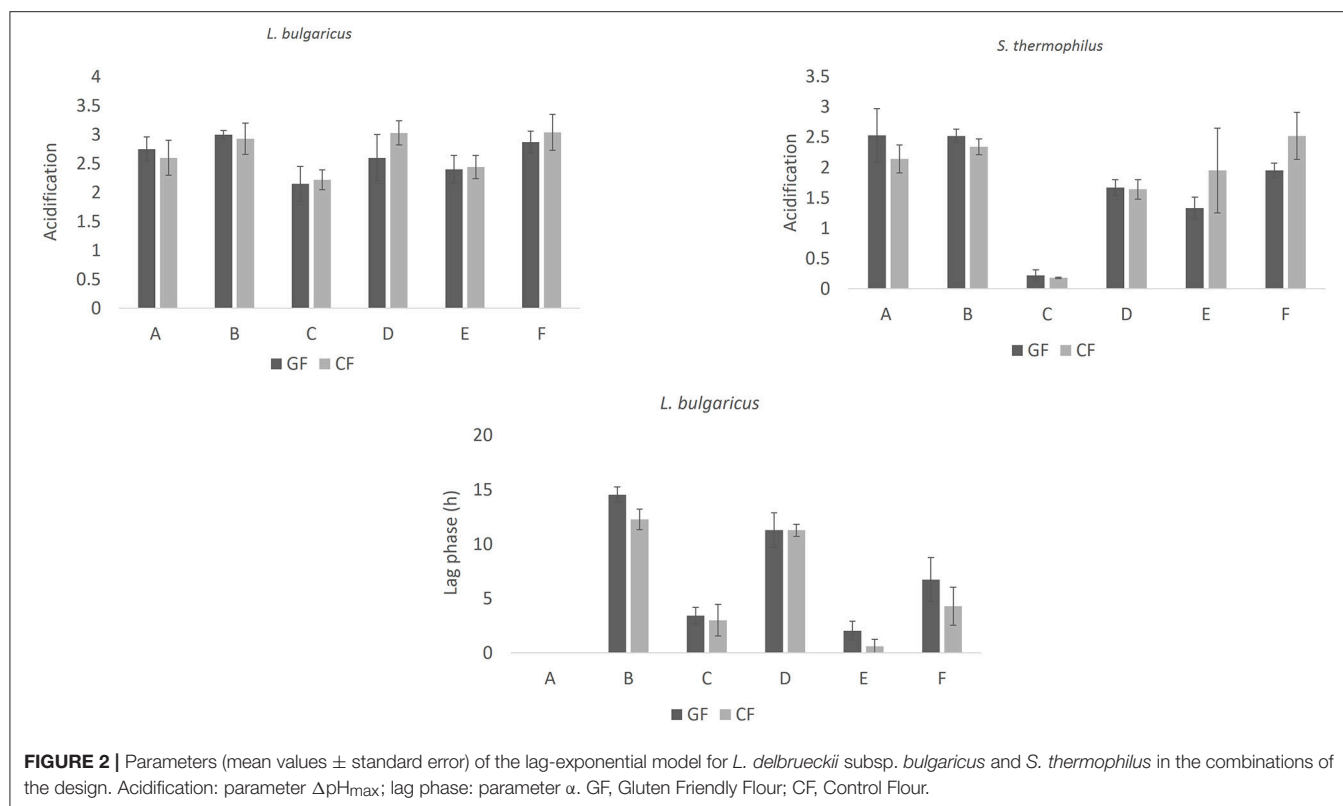 L. bulgaricus
4
3.5
3
2.5
2
1.5
1
0.5
0
Acidification
A B C D E F
GF CF
S. thermophilus
3.5
3
2.5
2
1.5
1
0.5
0
Acidification
A B C D E F
GF CF
L. bulgaricus
20
15
10
5
0
Lag phase (h)
A B C D E F
GF CF
FIGURE 2 | Parameters (mean values ± standard error) of the lag-exponential model for L. delbrueckii subsp. bulgaricus and S. thermophilus in the combinations of
the design. Acidification: parameter ΔpHmax; lag phase: parameter α. GF, Gluten Friendly Flour; CF, Control Flour.